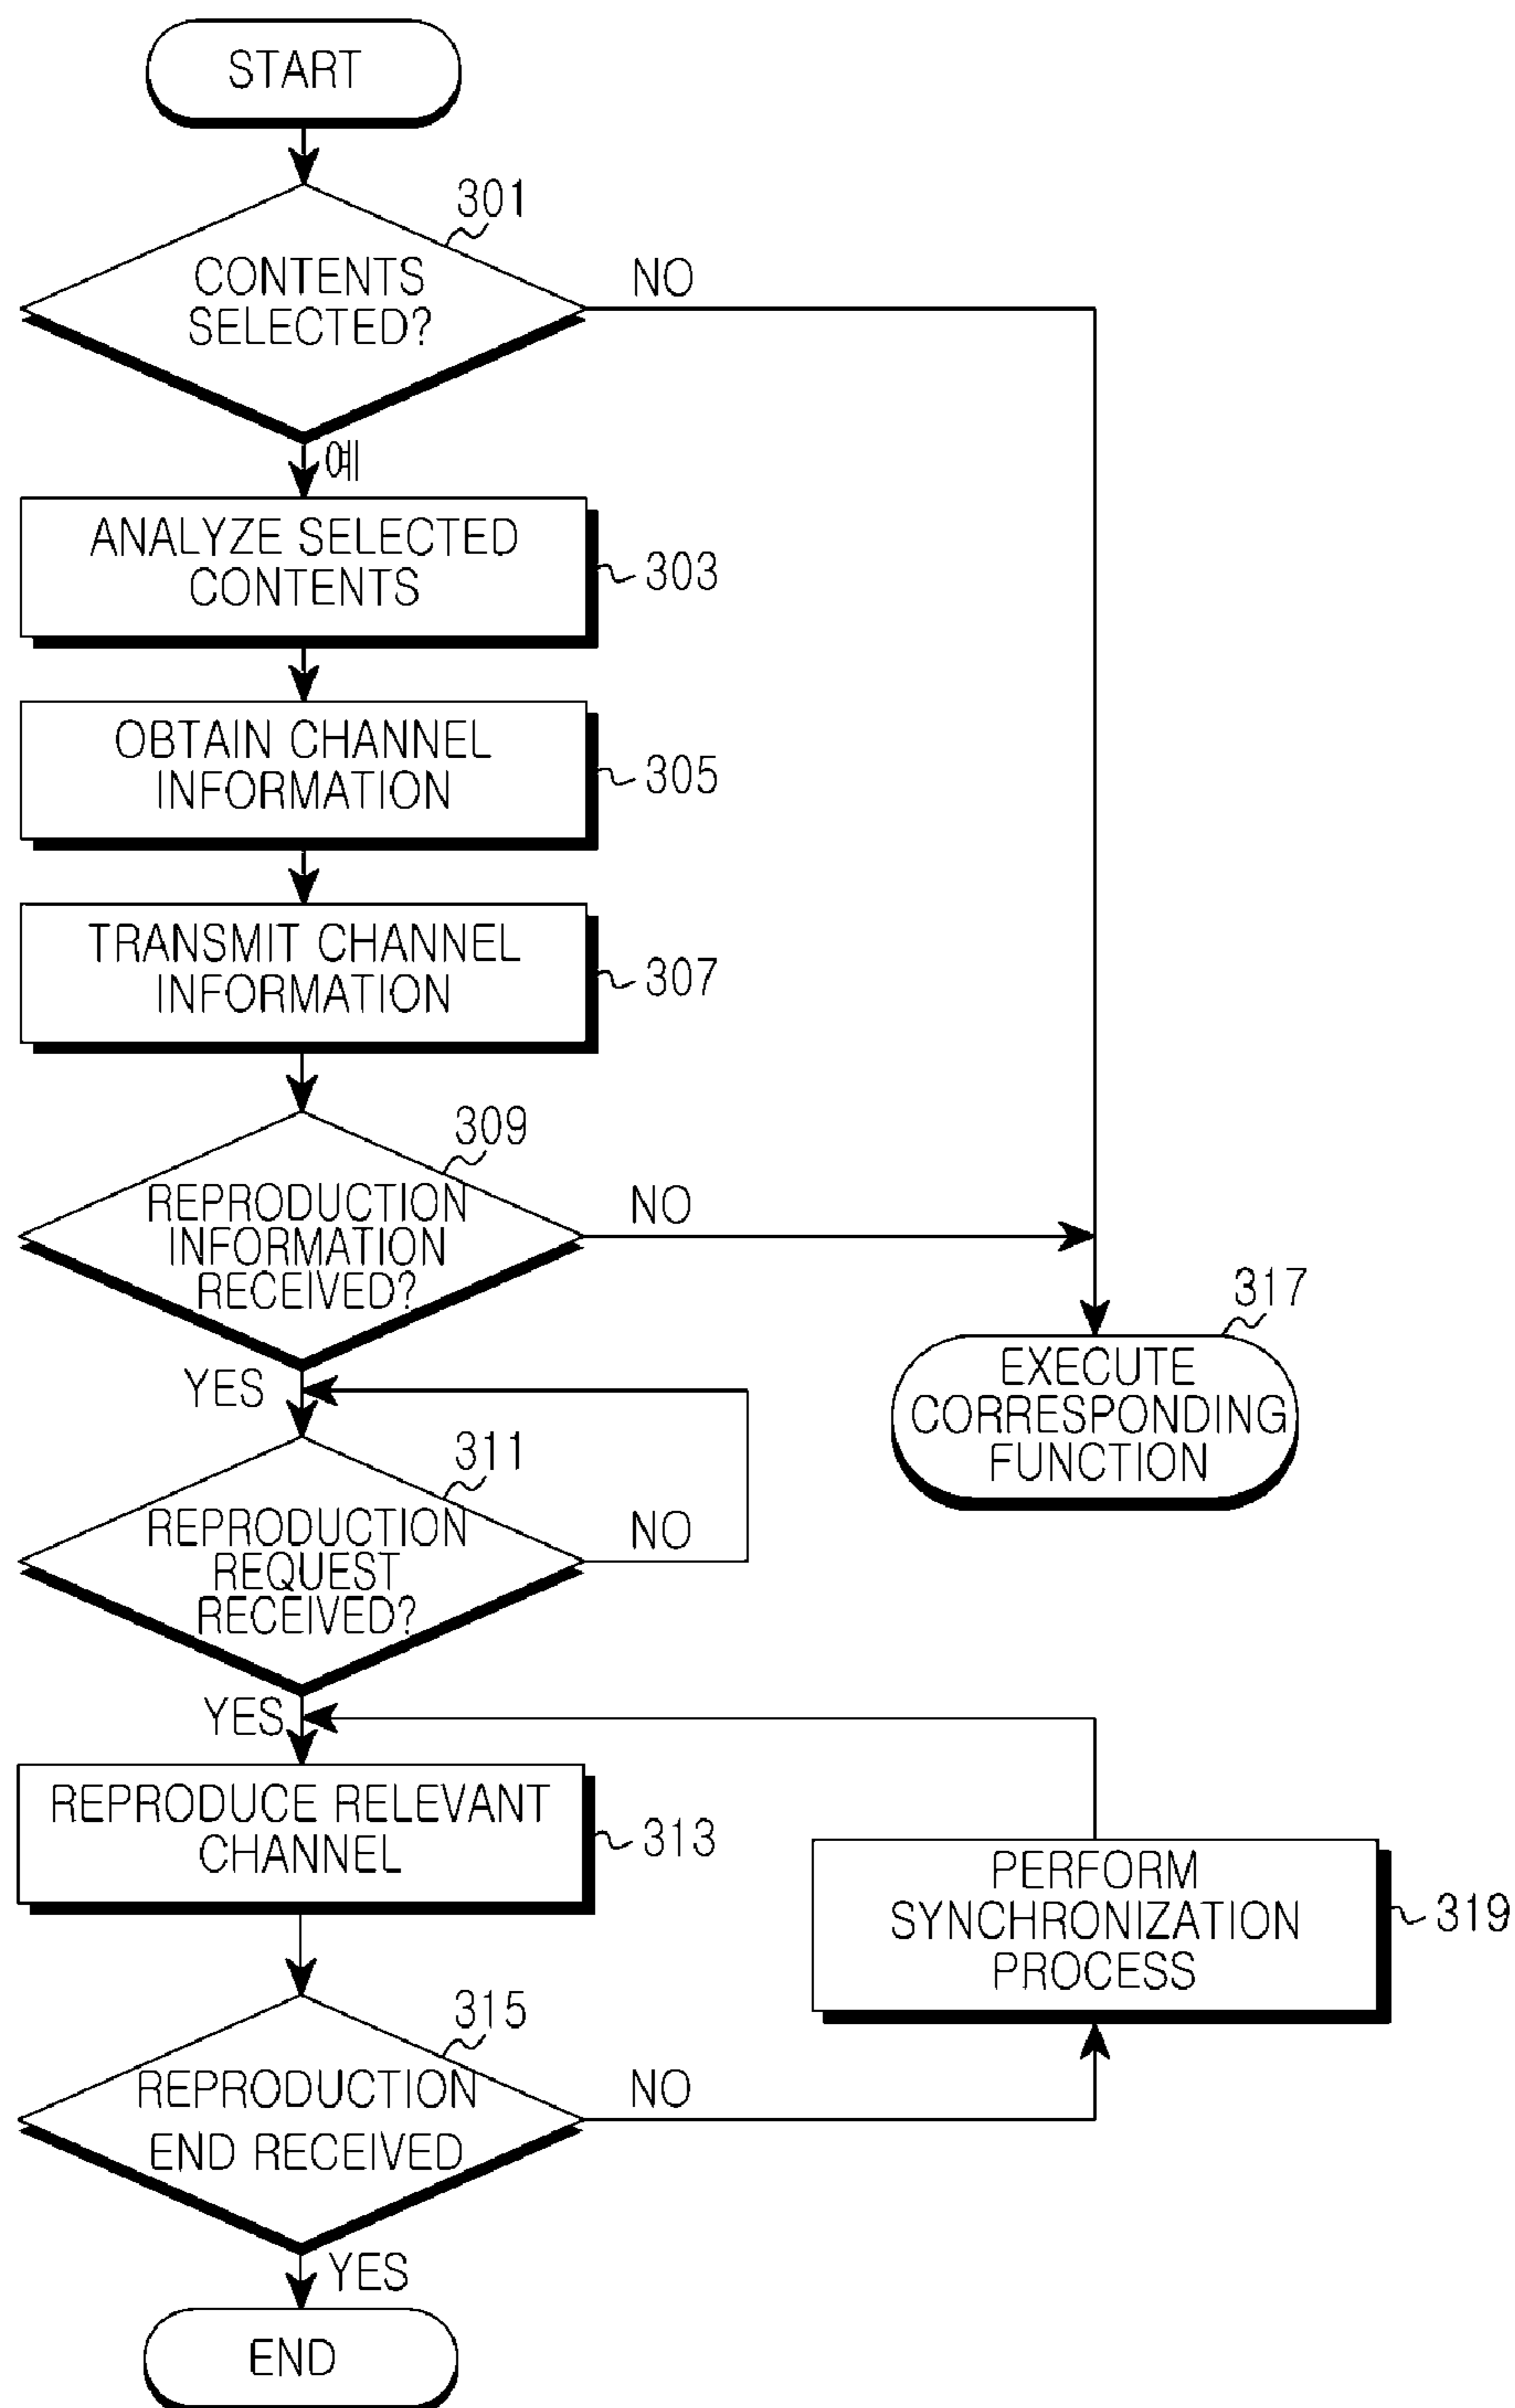 START
301
CONTENTS
SELECTED?
NO
예
ANALYZE SELECTED
CONTENTS
303
OBTAIN CHANNEL
INFORMATION
305
TRANSMIT CHANNEL
INFORMATION
307
309
REPRODUCTION
INFORMATION
RECEIVED?
NO
YES
317
EXECUTE
CORRESPONDING
FUNCTION
311
REPRODUCTION
REQUEST
RECEIVED?
NO
YES
REPRODUCE RELEVANT
CHANNEL
313
PERFORM
SYNCHRONIZATION
PROCESS
319
315
REPRODUCTION
END RECEIVED
NO
YES
END